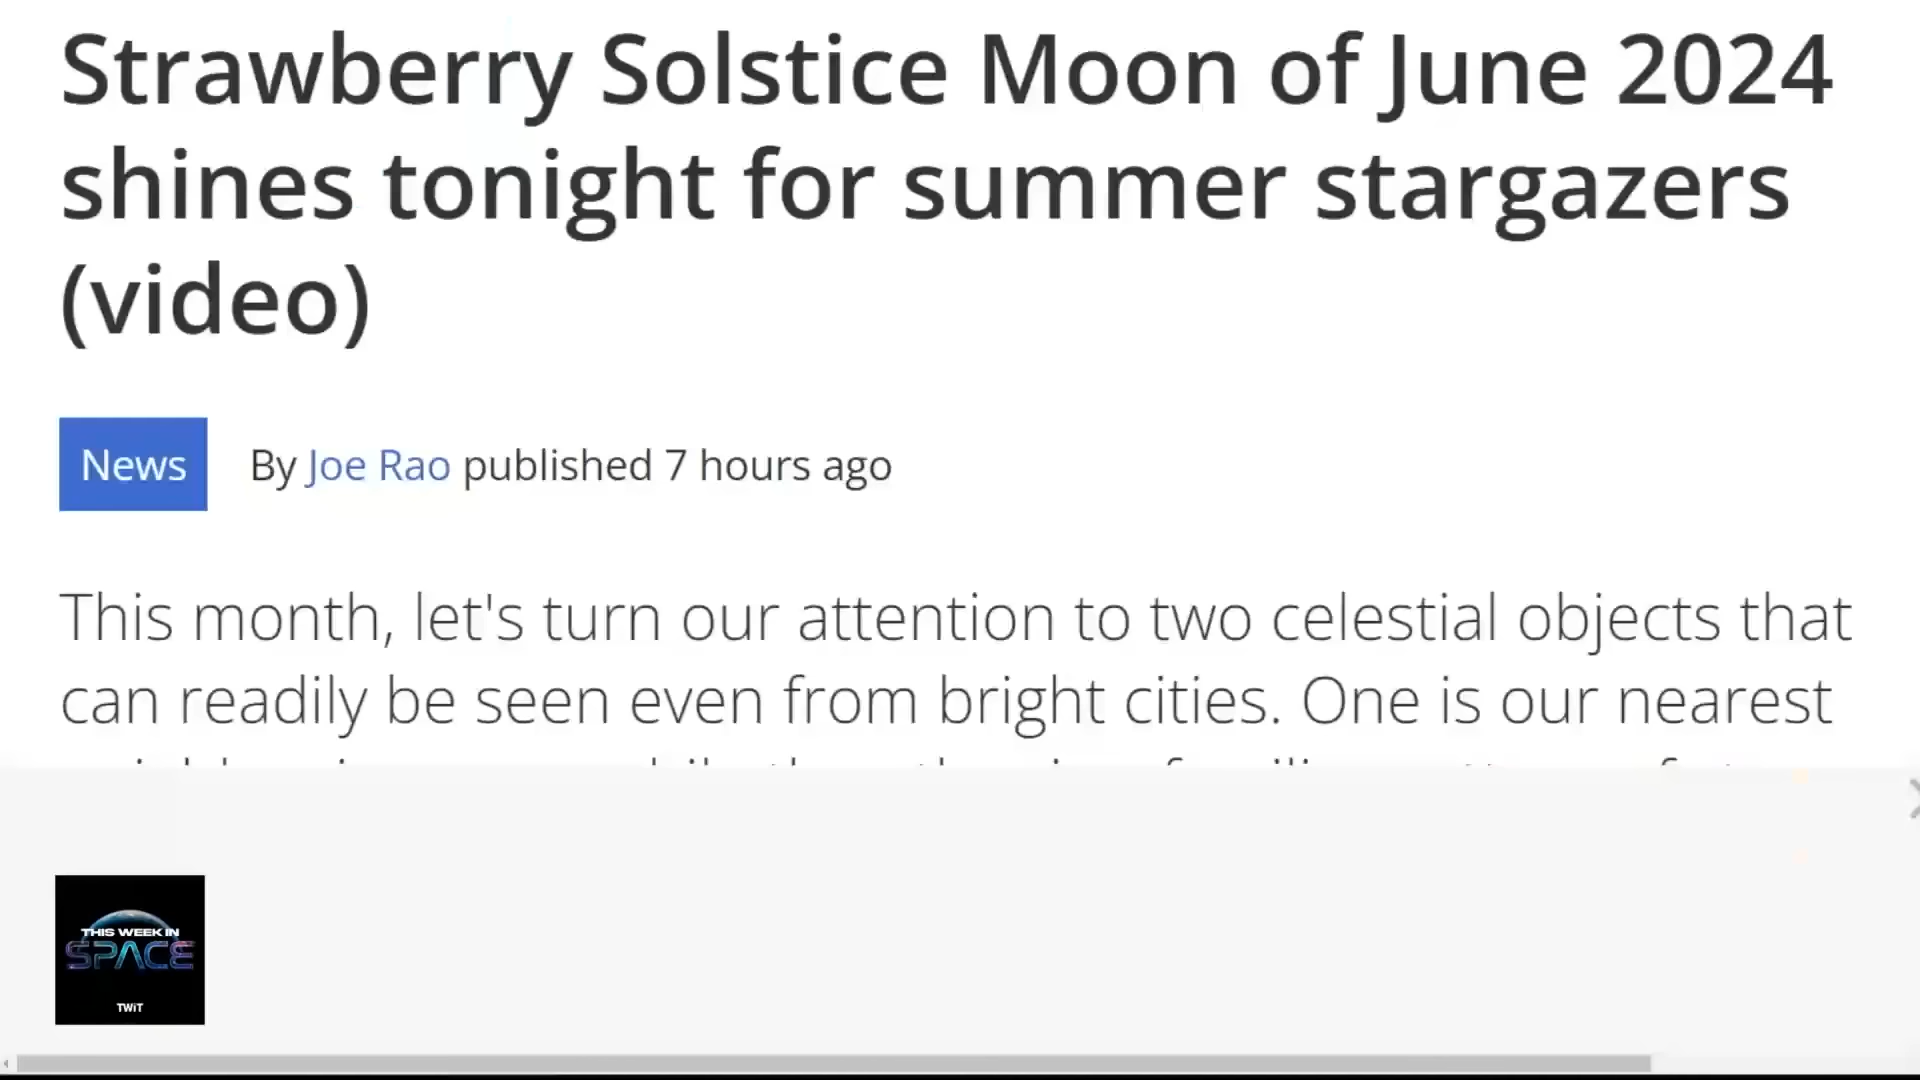 Strawberry Solstice Moon of June 2024
shines tonight for summer stargazers
(video)
News By Joe Rao published 7 hours ago
This month, let's turn our attention to two celestial objects that
can readily be seen even from bright cities. One is our nearest
THIS WEEK IN
SPACE
TWiT